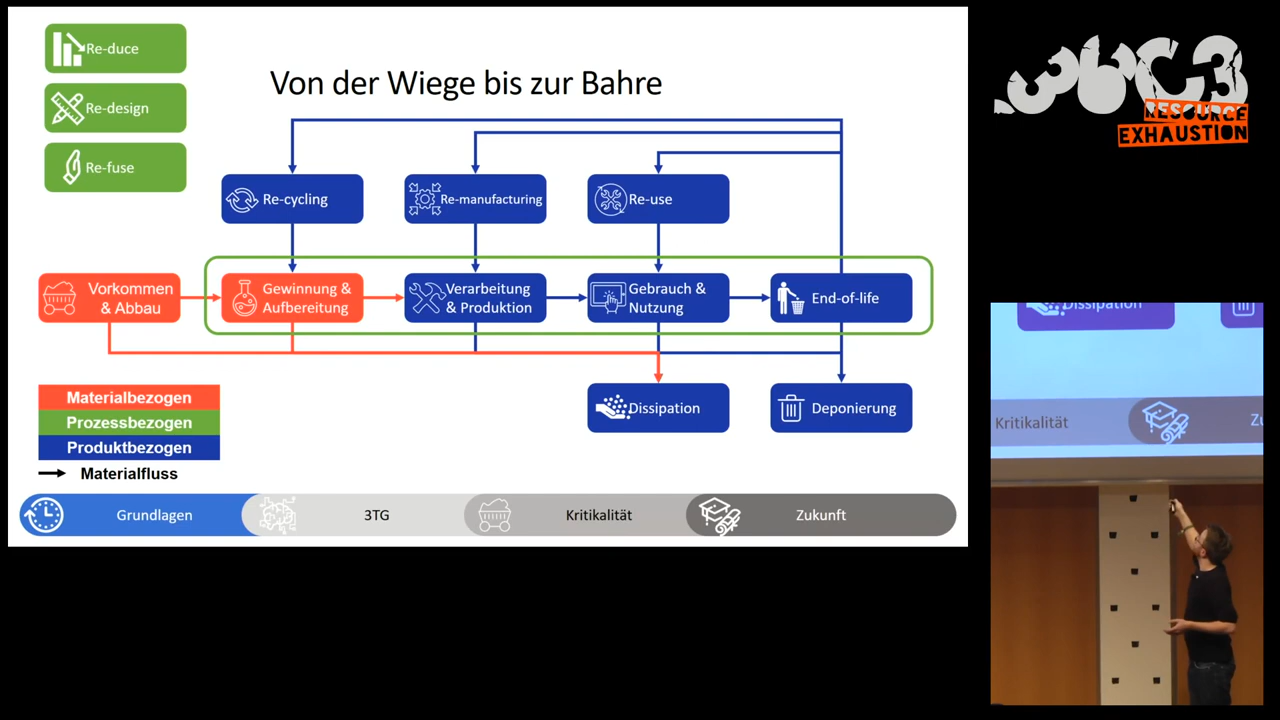 Re-duce
Re-design
Re-fuse
Von der Wiege bis zur Bahre
Re-cycling
Re-manufacturing
Re-use
Vorkommen
& Abbau
Gewinnung &
Aufbereitung
Verarbeitung
& Produktion
Gebrauch &
Nutzung
End-of-life
Dissipation
Deponierung
Materialbezogen
Prozessbezogen
Produktbezogen
Materialfluss
Grundlagen
3TG
Kritikalität
Zukunft
36C3
RESOURCE
EXHAUSTION
Dissipation
Kritikalität